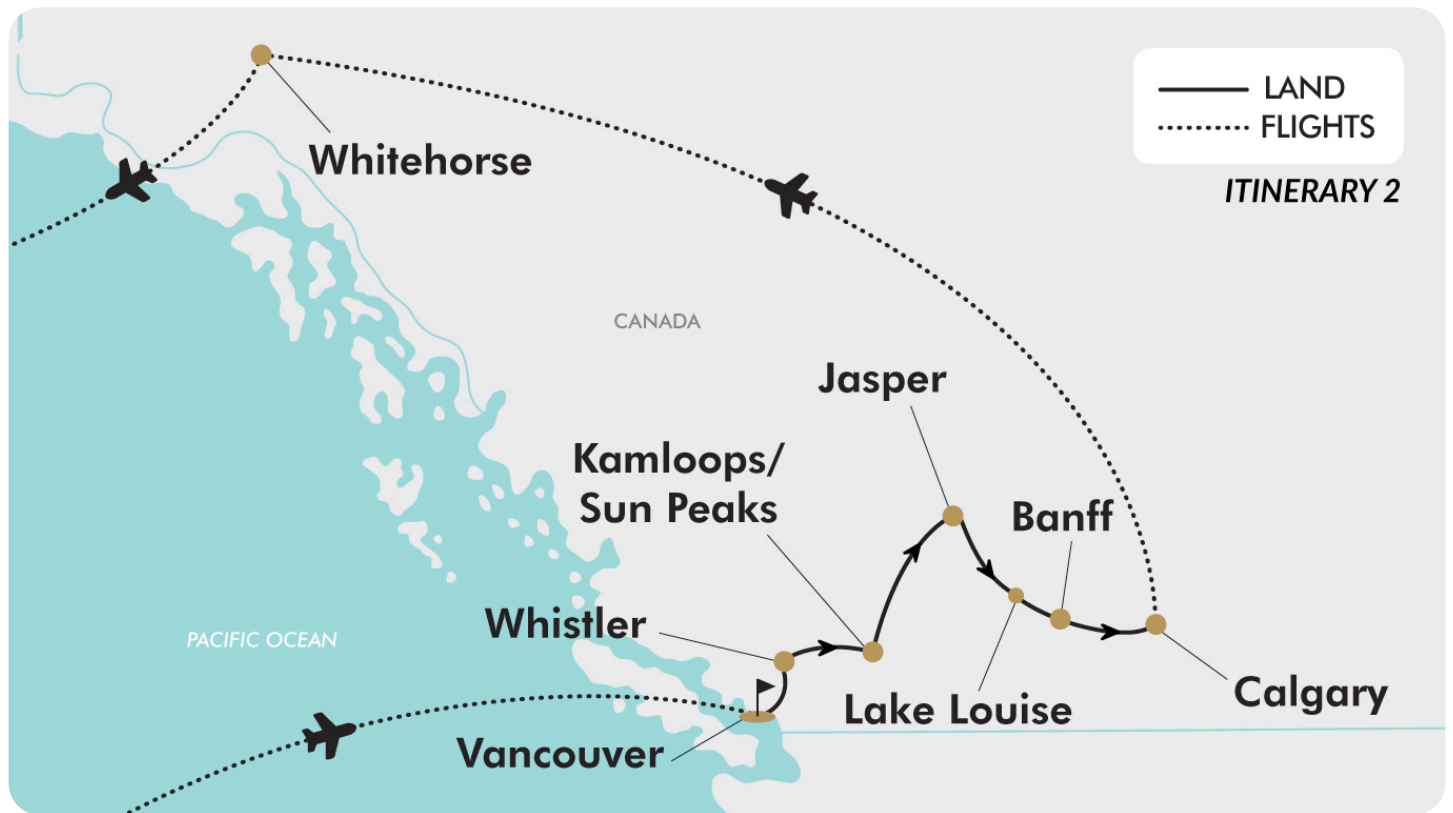 LAND
FLIGHTS
ITINERARY 2
Whitehorse
CANADA
Jasper
Kamloops/
Sun Peaks
Banff
Whistler
PACIFIC OCEAN
Calgary
Lake Louise
Vancouver